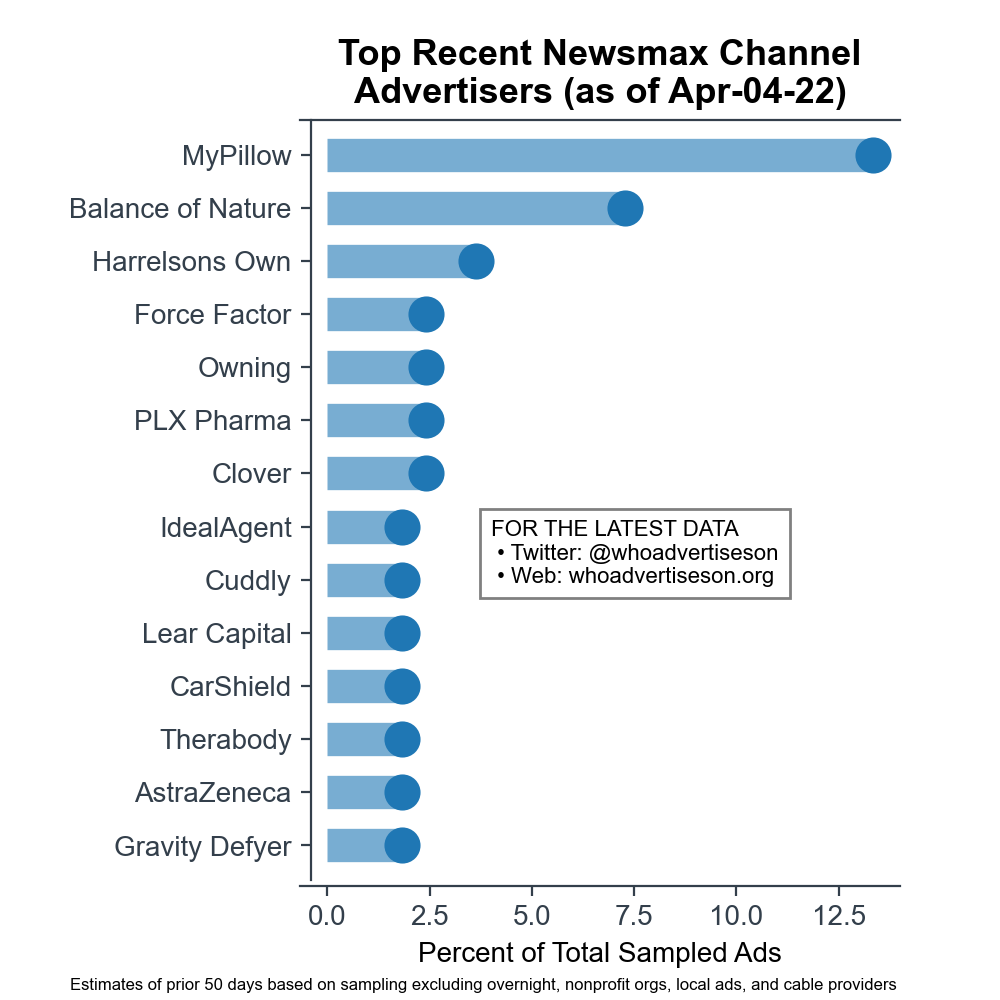 Top Recent Newsmax Channel
Advertisers (as of Apr-04-22)
MyPillow
Balance of Nature
Harrelsons Own
Force Factor
Owning
PLX Pharma
Clover
IdealAgent
Cuddly
Lear Capital
CarShield
Therabody
AstraZeneca
Gravity Defyer
FOR THE LATEST DATA
• Twitter: @whoadvertiseson
• Web: whoadvertiseson.org
0.0 2.5 5.0 7.5 10.0 12.5
Percent of Total Sampled Ads
Estimates of prior 50 days based on sampling excluding overnight, nonprofit orgs, local ads, and cable providers